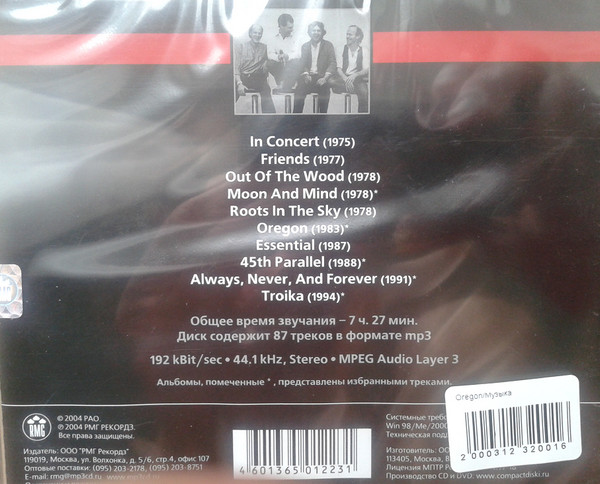 In Concert (1975)
Friends (1977)
Out Of The Wood (1978)
Moon And Mind (1978)*
Roots In The Sky (1978)
Oregon (1983)*
Essential (1987)
45th Parallel (1988)*
Always, Never, And Forever (1991)*
Troika (1994)*
Общее время звучания – 7 ч. 27 мин.
Диск содержит 87 треков в формате mp3
192 kBit/sec • 44.1 kHz, Stereo • MPEG Audio Layer 3
Альбомы, помеченные * , представлены избранными треками.
RMG
© 2004 РАО.
℗ 2004 РМГ РЕКОРДЗ.
Все права защищены.
Издатель: ООО "РМГ Рекордз"
119019, Москва, ул. Волхонка, д. 5/6, стр.4, офис 107
Оптовые поставки: (095) 203-2178, (095) 203-8751
E-mail: rmg@mp3cd.ru
4 601365 012231
Системные
Win 98/Me/2000
Техническая
Изготовитель: ООО
113405, Москва,
Лицензия МПТР
Производство CD и DVD. www.compactdiski.ru
Oregon/Музыка
2 000312 320016